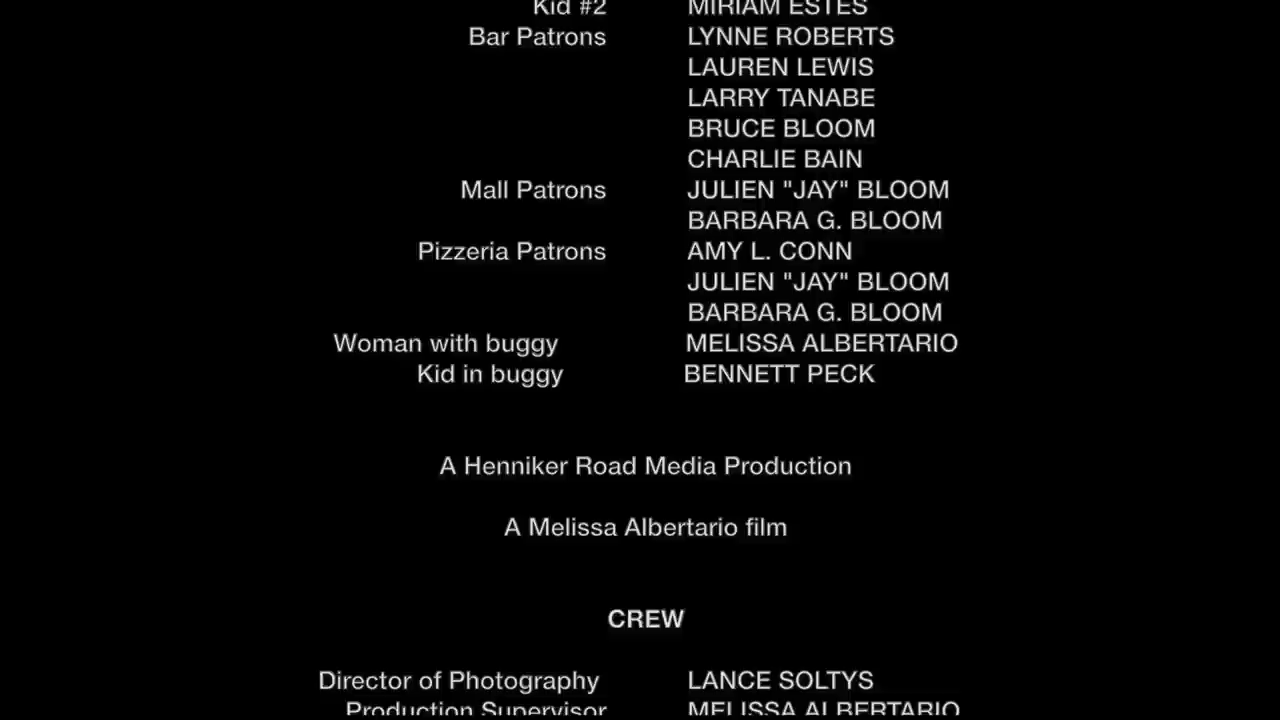 Kid #2 MIRIAM ESTES
Bar Patrons LYNNE ROBERTS
LAUREN LEWIS
LARRY TANABE
BRUCE BLOOM
CHARLIE BAIN
Mall Patrons JULIEN "JAY" BLOOM
BARBARA G. BLOOM
Pizzeria Patrons AMY L. CONN
JULIEN "JAY" BLOOM
BARBARA G. BLOOM
Woman with buggy MELISSA ALBERTARIO
Kid in buggy BENNETT PECK
A Henniker Road Media Production
A Melissa Albertario film
CREW
Director of Photography LANCE SOLTYS
Production Supervisor MELISSA ALBERTARIO